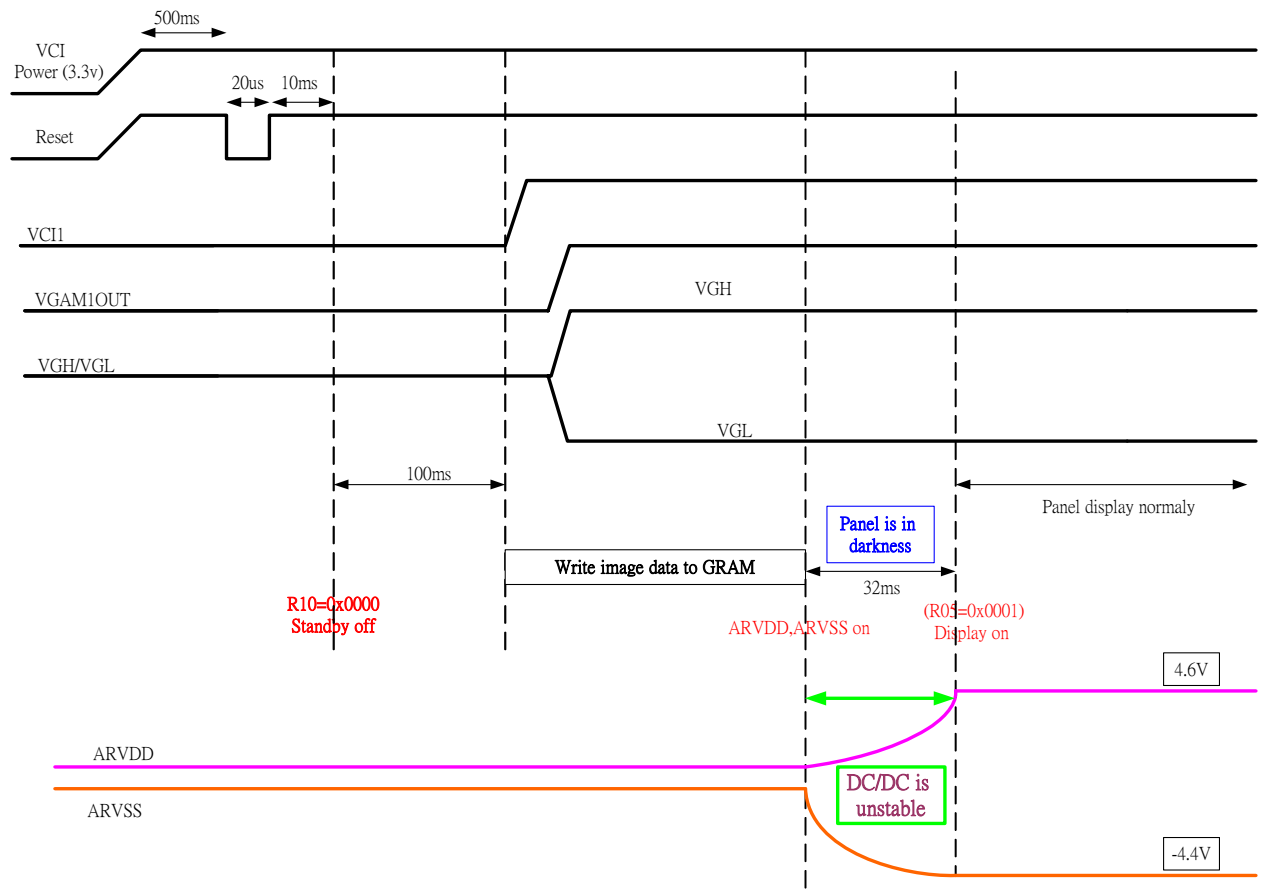 500ms
VCI
Power (3.3v)
20us
10ms
Reset
VCI1
VGAM1OUT
VGH
VGH/VGL
VGL
100ms
Panel display normaly
Panel is in
darkness
Write image data to GRAM
32ms
R10=0x0000
Standby off
(R05=0x0001)
Display on
ARVDD,ARVSS on
4.6V
ARVDD
DC/DC is
unstable
ARVSS
-4.4V